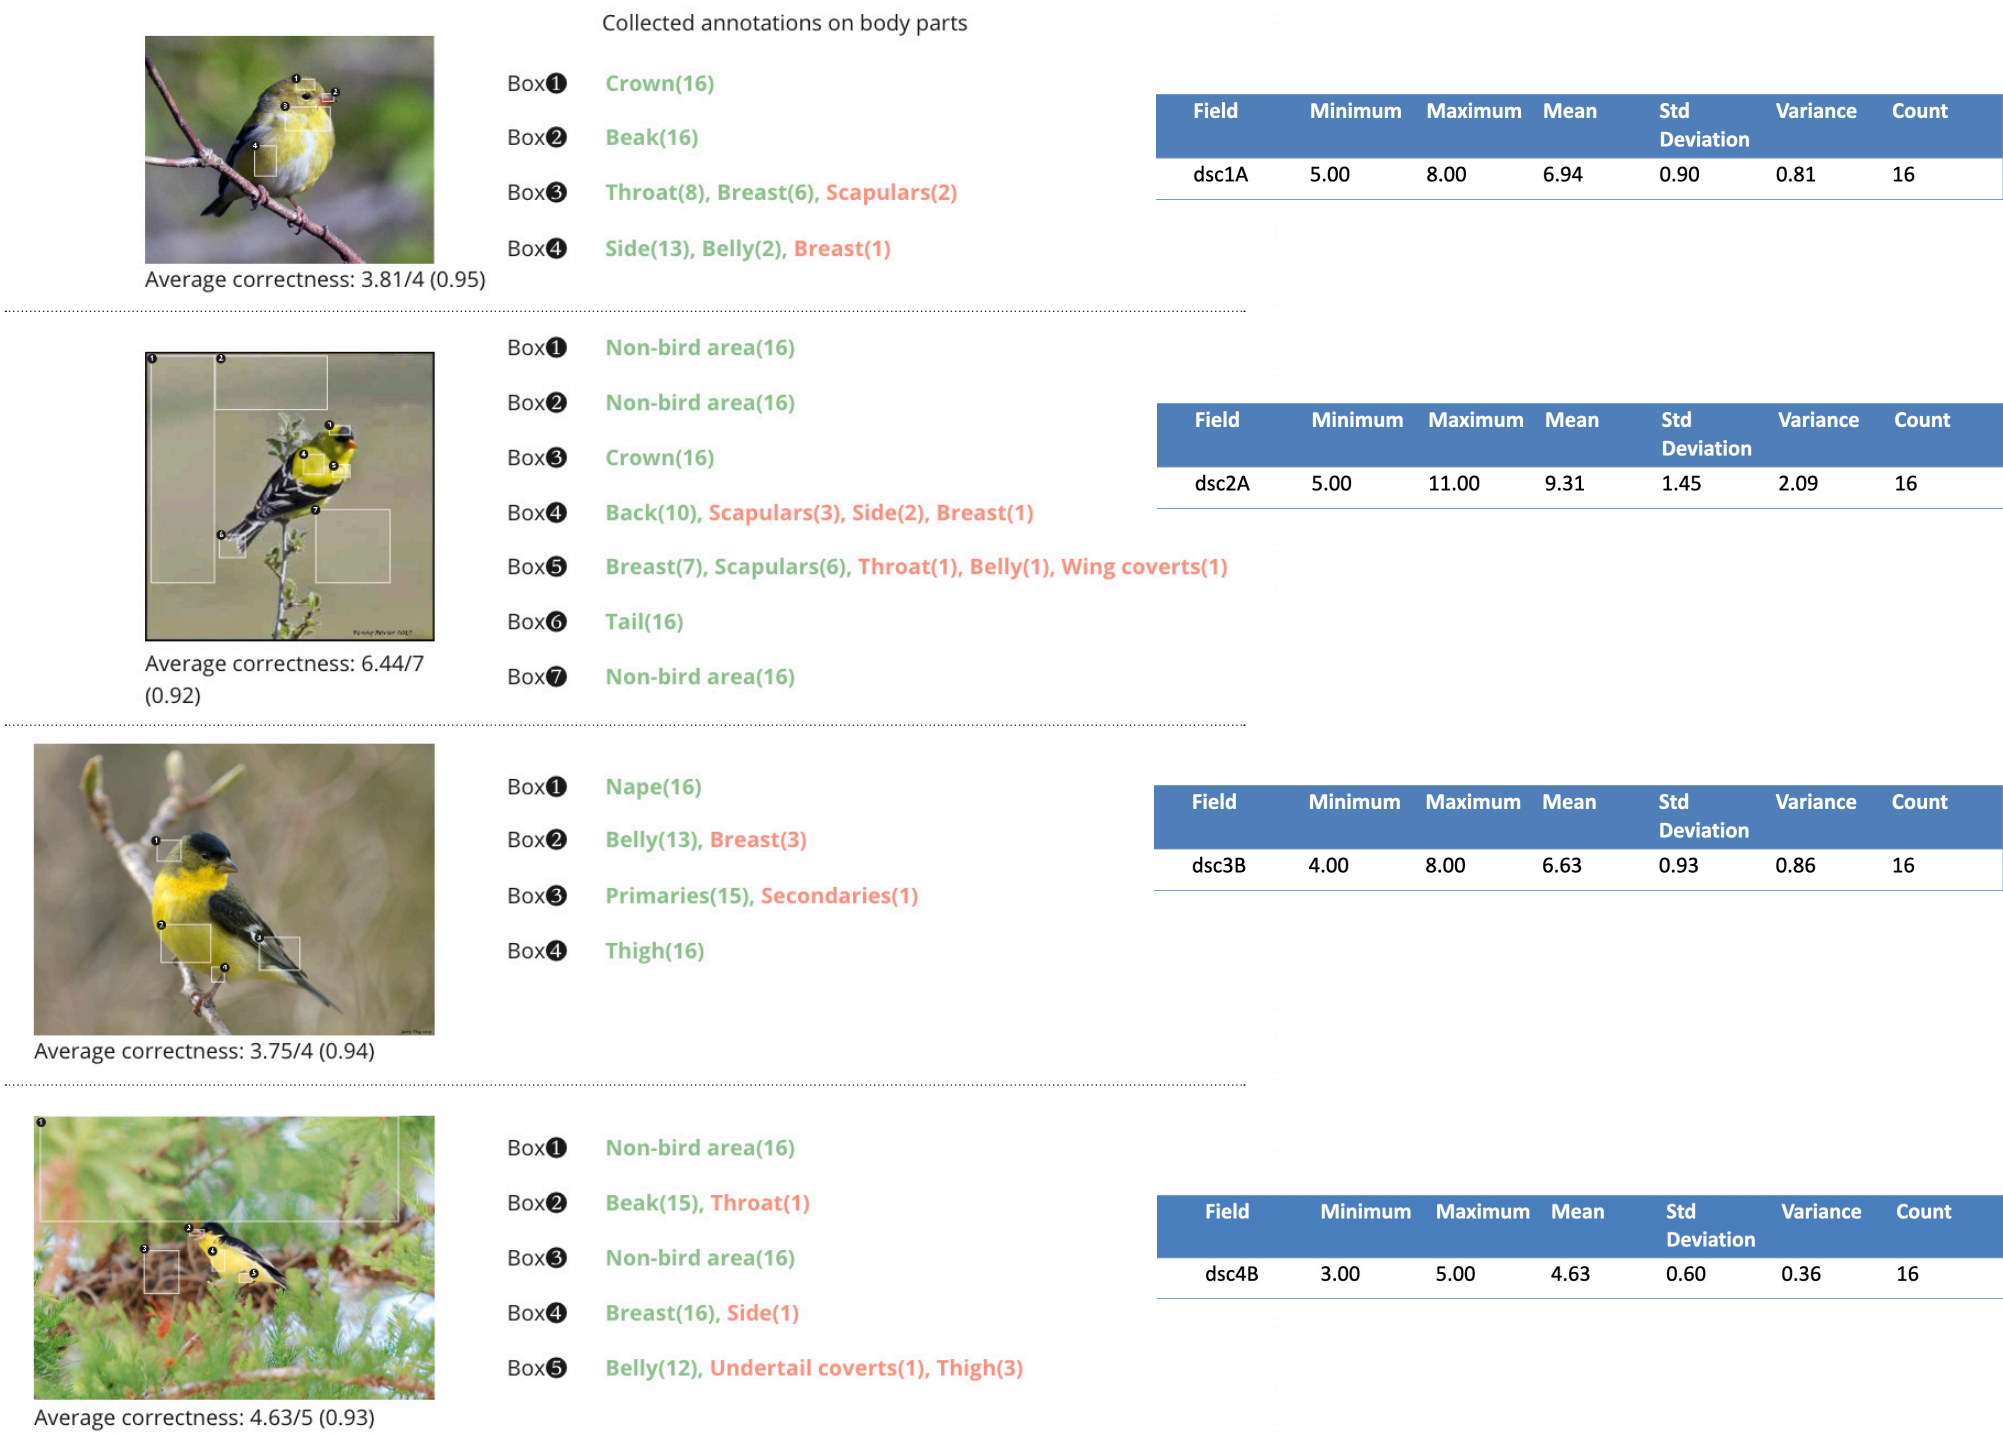 Collected annotations on body parts
Box❶ Crown(16)
Box❷ Beak(16)
Box❸ Throat(8), Breast(6), Scapulars(2)
Box❹ Side(13), Belly(2), Breast(1)
Average correctness: 3.81/4 (0.95)
Field Minimum Maximum Mean Std Deviation Variance Count
dsc1A 5.00 8.00 6.94 0.90 0.81 16
Box❶ Non-bird area(16)
Box❷ Non-bird area(16)
Box❸ Crown(16)
Box❹ Back(10), Scapulars(3), Side(2), Breast(1)
Box❺ Breast(7), Scapulars(6), Throat(1), Belly(1), Wing coverts(1)
Box❻ Tail(16)
Box❼ Non-bird area(16)
Average correctness: 6.44/7
(0.92)
Field Minimum Maximum Mean Std Deviation Variance Count
dsc2A 5.00 11.00 9.31 1.45 2.09 16
Box❶ Nape(16)
Box❷ Belly(13), Breast(3)
Box❸ Primaries(15), Secondaries(1)
Box❹ Thigh(16)
Average correctness: 3.75/4 (0.94)
Field Minimum Maximum Mean Std Deviation Variance Count
dsc3B 4.00 8.00 6.63 0.93 0.86 16
Box❶ Non-bird area(16)
Box❷ Beak(15), Throat(1)
Box❸ Non-bird area(16)
Box❹ Breast(16), Side(1)
Box❺ Belly(12), Undertail coverts(1), Thigh(3)
Average correctness: 4.63/5 (0.93)
Field Minimum Maximum Mean Std Deviation Variance Count
dsc4B 3.00 5.00 4.63 0.60 0.36 16